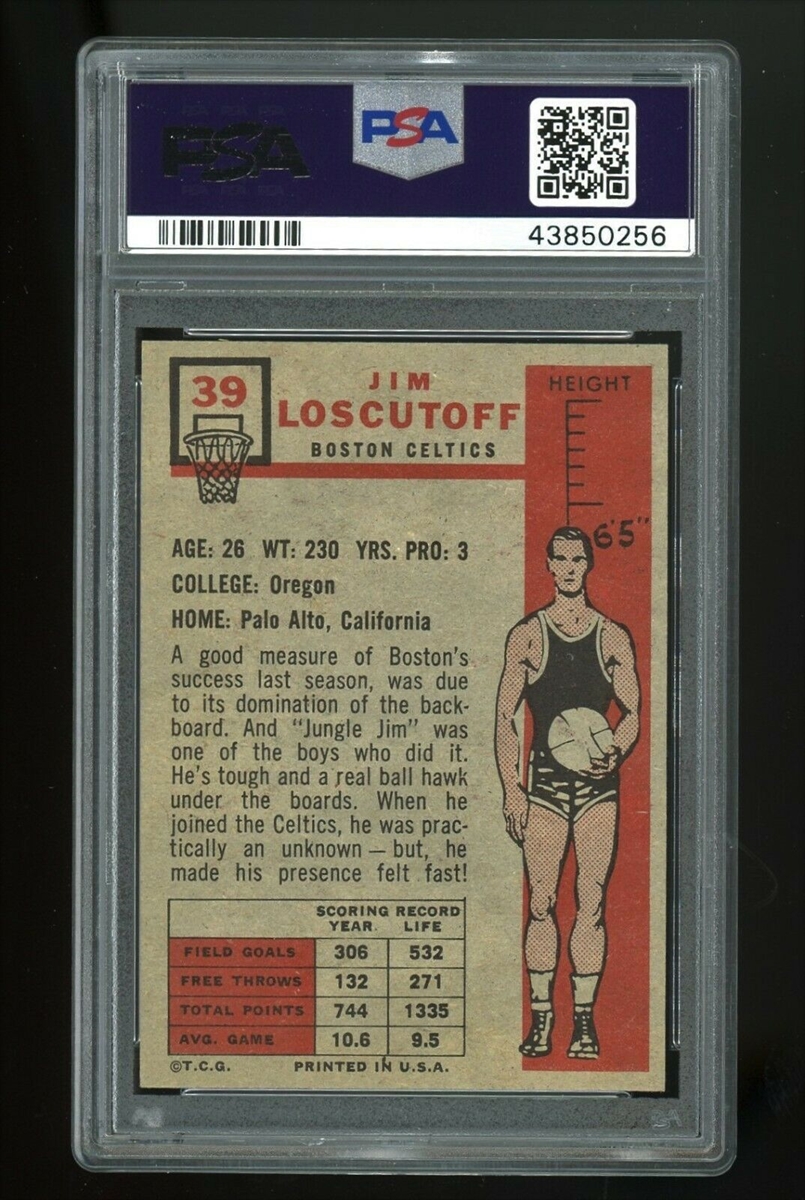 PSA
PSA
43850256
39
JIM
LOSCUTOFF
BOSTON CELTICS
HEIGHT
6'5"
AGE: 26 WT: 230 YRS. PRO: 3
COLLEGE: Oregon
HOME: Palo Alto, California
A good measure of Boston's
success last season, was due
to its domination of the back-
board. And "Jungle Jim" was
one of the boys who did it.
He's tough and a real ball hawk
under the boards. When he
joined the Celtics, he was prac-
tically an unknown — but, he
made his presence felt fast!
SCORING RECORD
YEAR LIFE
FIELD GOALS 306 532
FREE THROWS 132 271
TOTAL POINTS 744 1335
AVG. GAME 10.6 9.5
©T.C.G. PRINTED IN U.S.A.